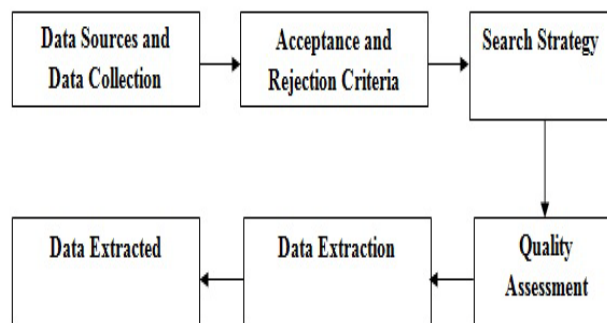 Data Sources and
Data Collection
Acceptance and
Rejection Criteria
Search Strategy
Quality
Assessment
Data Extraction
Data Extracted